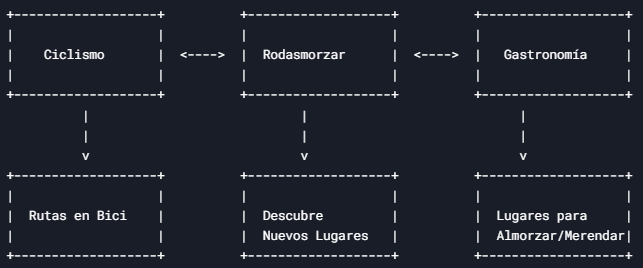 Ciclismo <----> Rodasmorzar <----> Gastronomía
Rutas en Bici Descubre Lugares para
Nuevos Lugares Almorzar/Merendar